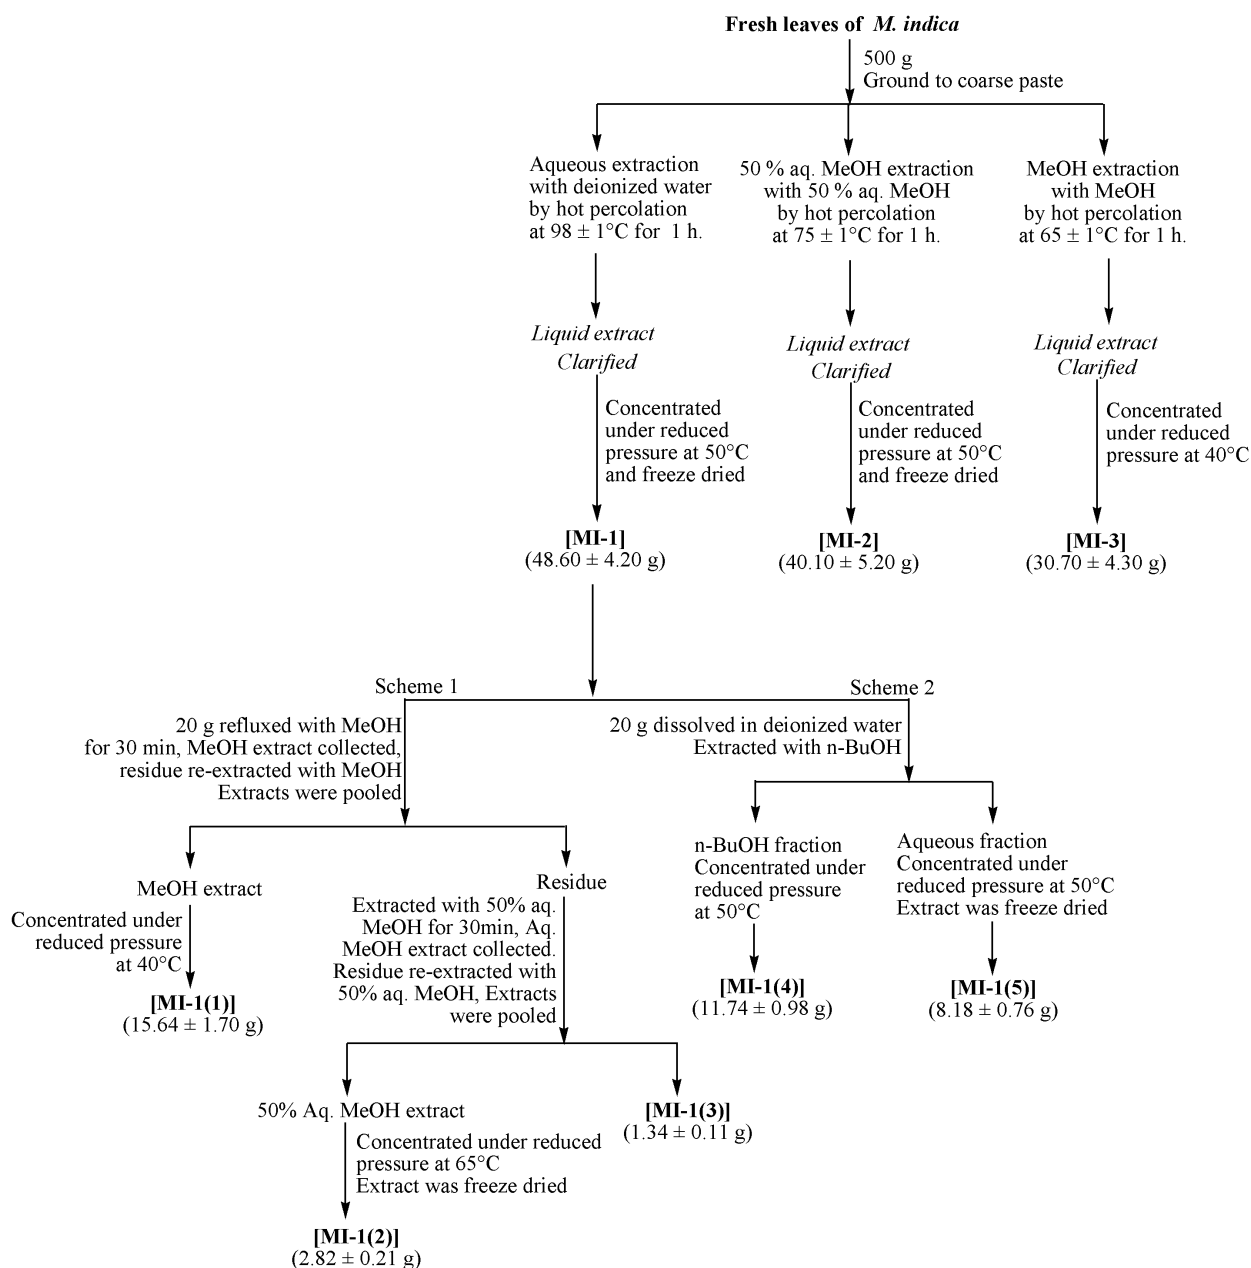 Fresh leaves of M. indica
500 g
Ground to coarse paste
Aqueous extraction
with deionized water
by hot percolation
at 98 ± 1°C for 1 h.
50 % aq. MeOH extraction
with 50 % aq. MeOH
by hot percolation
at 75 ± 1°C for 1 h.
MeOH extraction
with MeOH
by hot percolation
at 65 ± 1°C for 1 h.
Liquid extract
Clarified
Liquid extract
Clarified
Liquid extract
Clarified
Concentrated
under reduced
pressure at 50°C
and freeze dried
Concentrated
under reduced
pressure at 50°C
and freeze dried
Concentrated
under reduced
pressure at 40°C
[MI-1]
(48.60 ± 4.20 g)
[MI-2]
(40.10 ± 5.20 g)
[MI-3]
(30.70 ± 4.30 g)
Scheme 1
20 g refluxed with MeOH
for 30 min, MeOH extract collected,
residue re-extracted with MeOH
Extracts were pooled
Scheme 2
20 g dissolved in deionized water
Extracted with n-BuOH
MeOH extract
Concentrated under
reduced pressure
at 40°C
[MI-1(1)]
(15.64 ± 1.70 g)
Residue
Extracted with 50% aq.
MeOH for 30min, Aq.
MeOH extract collected.
Residue re-extracted with
50% aq. MeOH, Extracts
were pooled
n-BuOH fraction
Concentrated under
reduced pressure
at 50°C
[MI-1(4)]
(11.74 ± 0.98 g)
Aqueous fraction
Concentrated under
reduced pressure at 50°C
Extract was freeze dried
[MI-1(5)]
(8.18 ± 0.76 g)
50% Aq. MeOH extract
Concentrated under reduced
pressure at 65°C
Extract was freeze dried
[MI-1(2)]
(2.82 ± 0.21 g)
[MI-1(3)]
(1.34 ± 0.11 g)